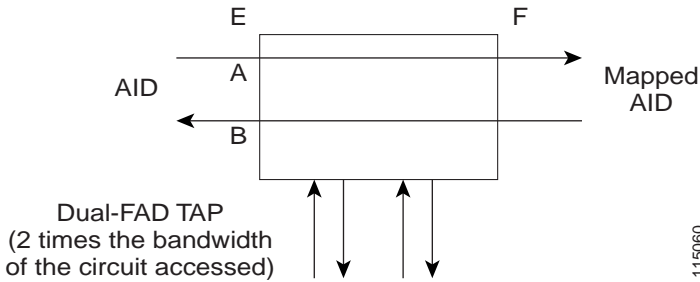 E
F
A
AID
Mapped
AID
B
Dual-FAD TAP
(2 times the bandwidth
of the circuit accessed)
115060